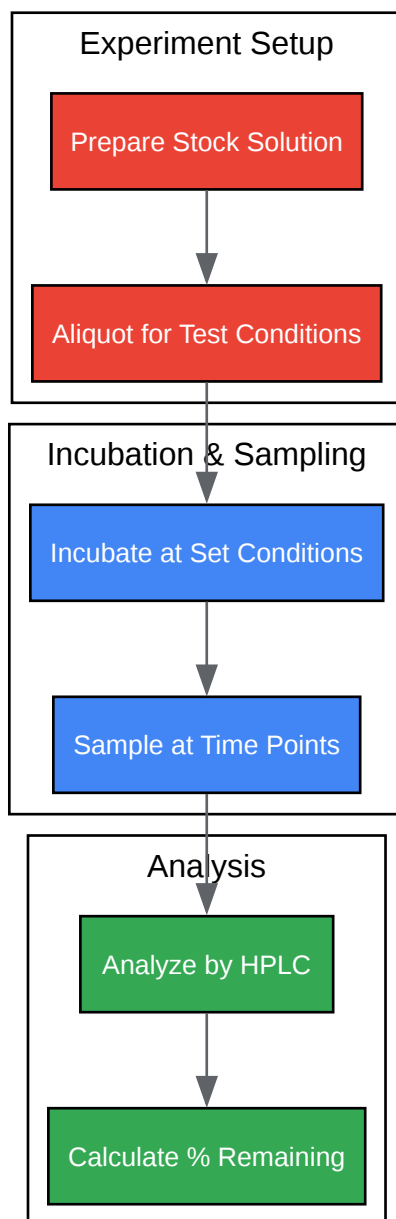 Experiment Setup
Prepare Stock Solution
Aliquot for Test Conditions
Incubation & Sampling
Incubate at Set Conditions
Sample at Time Points
Analysis
Analyze by HPLC
Calculate % Remaining